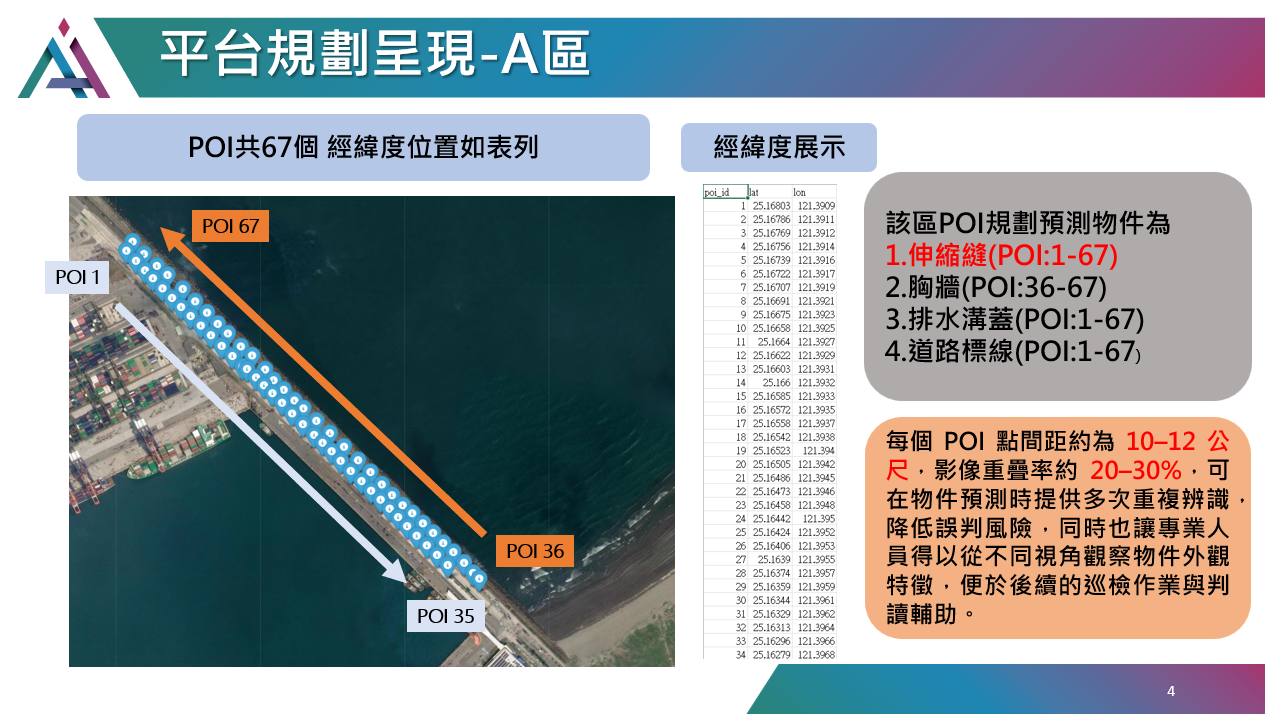 平台規劃呈現-A區
POI共67個 經緯度位置如表列
經緯度展示
POI 67
POI 1
POI 36
POI 35
poi_id lat lon
1 25.16803 121.3909
2 25.16786 121.3911
3 25.16769 121.3912
4 25.16756 121.3914
5 25.16739 121.3916
6 25.16722 121.3917
7 25.16707 121.3919
8 25.16691 121.3921
9 25.16675 121.3923
10 25.16658 121.3925
11 25.1664 121.3927
12 25.16622 121.3929
13 25.16603 121.3931
14 25.166 121.3932
15 25.16585 121.3933
16 25.16572 121.3935
17 25.16558 121.3937
18 25.16542 121.3938
19 25.16523 121.394
20 25.16505 121.3942
21 25.16486 121.3945
22 25.16473 121.3946
23 25.16458 121.3948
24 25.16442 121.395
25 25.16424 121.3952
26 25.16406 121.3953
27 25.1639 121.3955
28 25.16374 121.3957
29 25.16359 121.3959
30 25.16344 121.3961
31 25.16329 121.3962
32 25.16313 121.3964
33 25.16296 121.3966
34 25.16279 121.3968
該區POI規劃預測物件為
1.伸縮縫(POI:1-67)
2.胸牆(POI:36-67)
3.排水溝蓋(POI:1-67)
4.道路標線(POI:1-67)
每個 POI 點間距約為 10–12 公
尺，影像重疊率約 20–30%，可
在物件預測時提供多次重複辨識，
降低誤判風險，同時也讓專業人
員得以從不同視角觀察物件外觀
特徵，便於後續的巡檢作業與判
讀輔助。
4